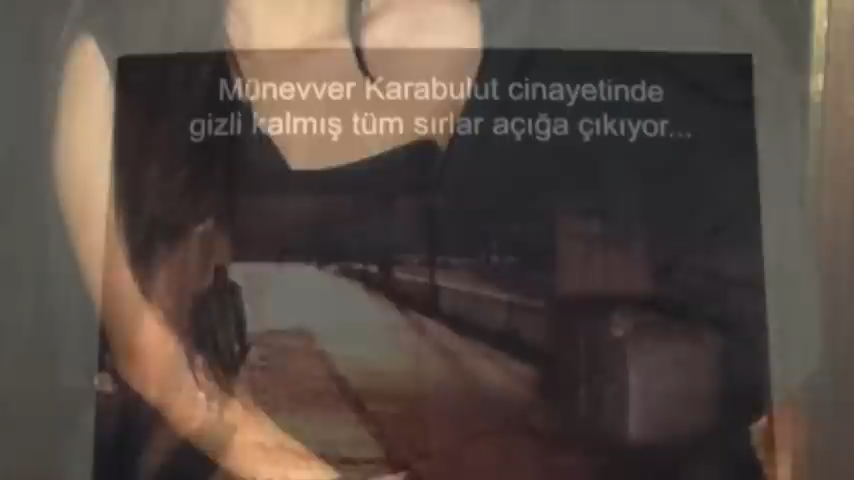 Münevver Karabulut cinayetinde
gizli kalmış tüm sırlar açığa çıkıyor...